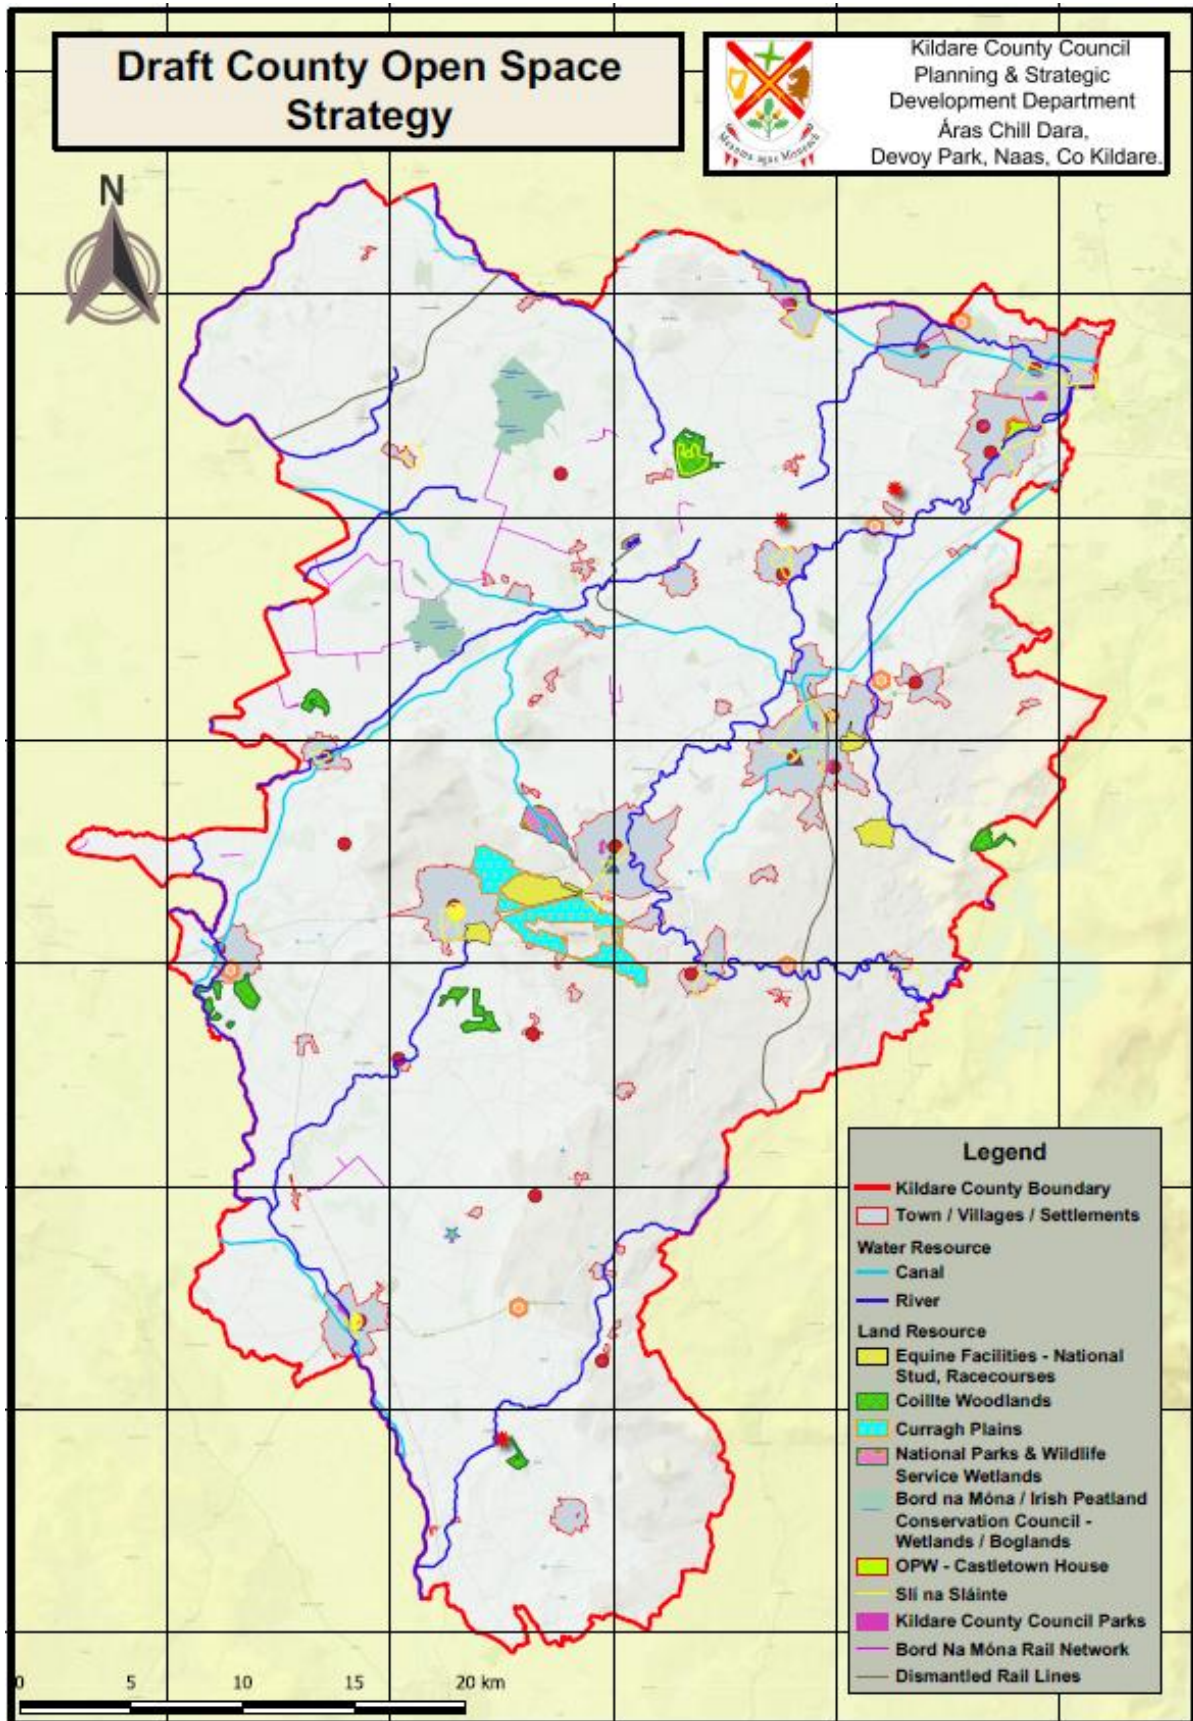 Draft County Open Space
Strategy
Kildare County Council
Planning & Strategic
Development Department
Áras Chill Dara,
Devoy Park, Naas, Co Kildare.
Meanma agus Misneach
N
Legend
Kildare County Boundary
Town / Villages / Settlements
Water Resource
Canal
River
Land Resource
Equine Facilities - National
Stud, Racecourses
Coillte Woodlands
Curragh Plains
National Parks & Wildlife
Service Wetlands
Bord na Móna / Irish Peatland
Conservation Council -
Wetlands / Boglands
OPW - Castletown House
Slí na Sláinte
Kildare County Council Parks
Bord Na Móna Rail Network
Dismantled Rail Lines
0 5 10 15 20 km